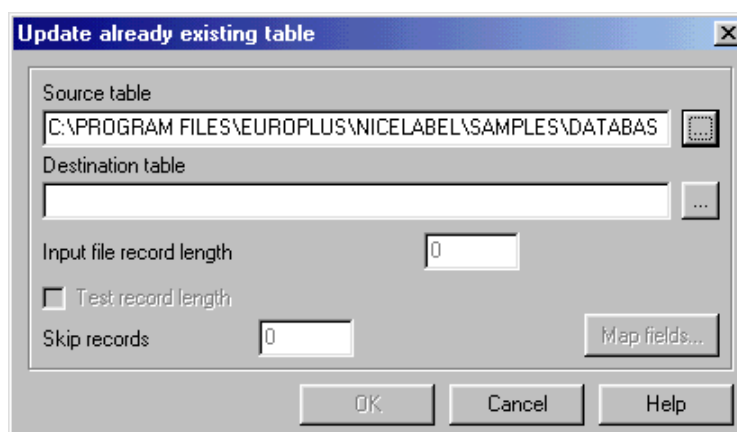 Update already existing table
Source table
C:\PROGRAM FILES\EUROPLUS\NICELABEL\SAMPLES\DATABAS
...
Destination table
...
Input file record length
0
Test record length
Skip records
0
Map fields...
OK
Cancel
Help